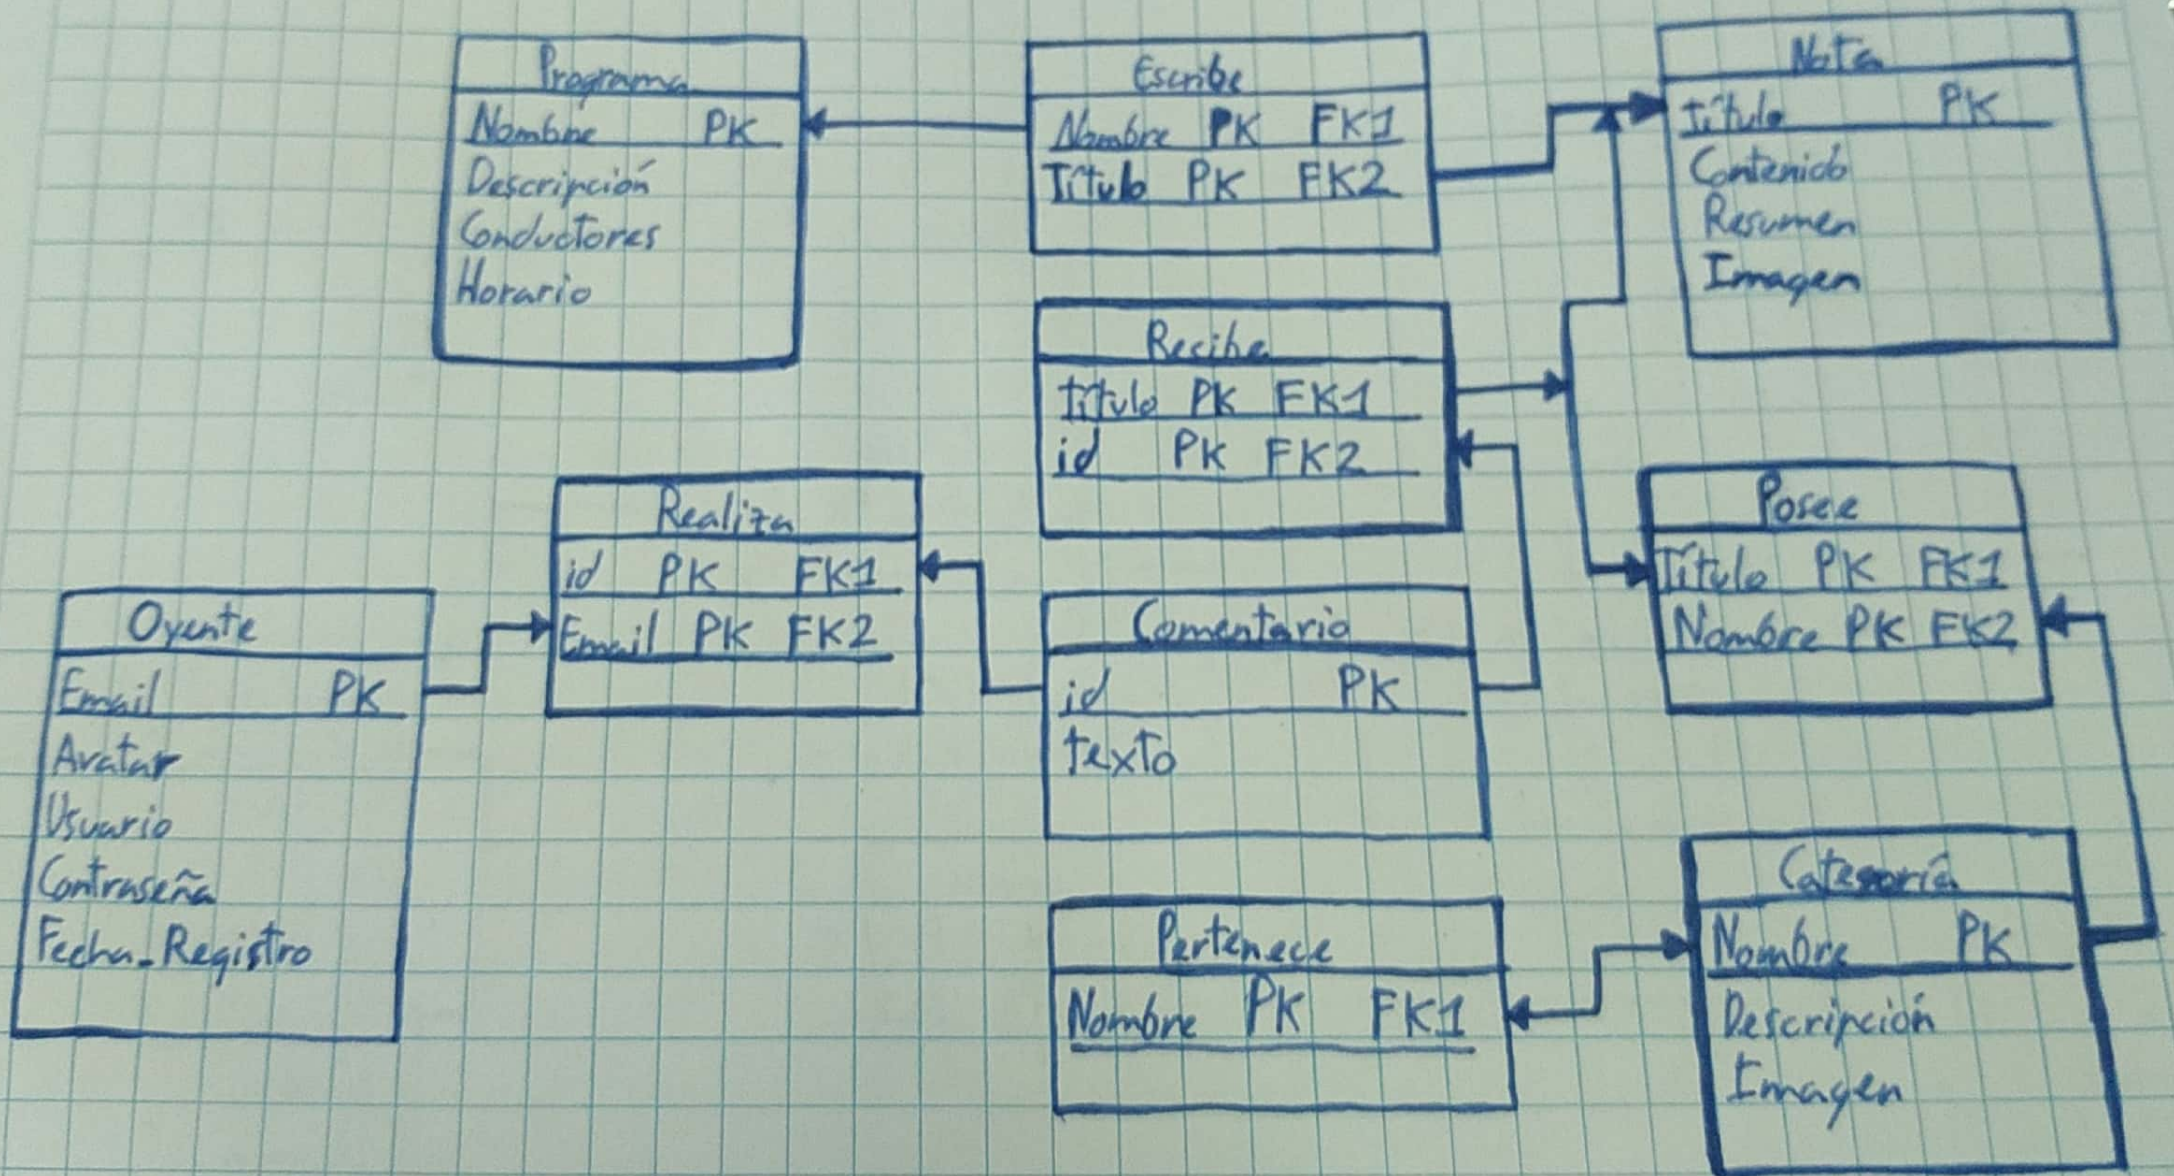 Programa
Nombre PK
Descripción
Conductores
Horario
Escribe
Nombre PK FK1
Título PK FK2
Nota
Título PK
Contenido
Resumen
Imagen
Recibe
título PK FK1
id PK FK2
Realiza
id PK FK1
Email PK FK2
Posee
Título PK FK1
Nombre PK FK2
Oyente
Email PK
Avatar
Usuario
Contraseña
Fecha_Registro
Comentario
id PK
texto
Pertenece
Nombre PK FK1
Categoría
Nombre PK
Descripción
Imagen